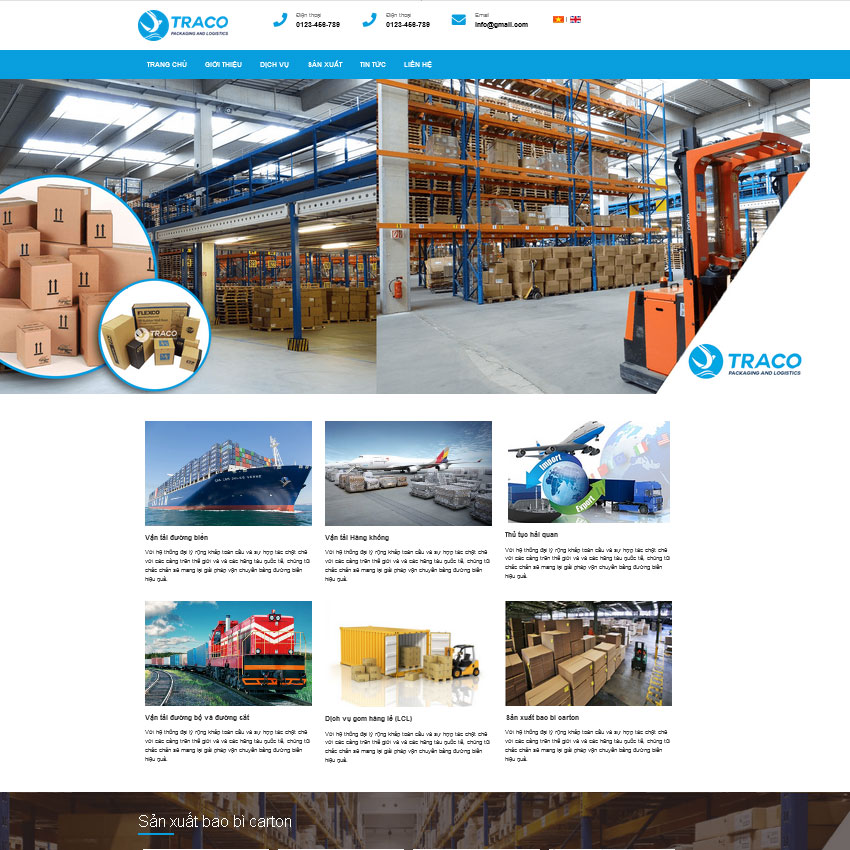 TRACO
PACKAGING AND LOGISTICS
Điện thoại
0123-456-789
Điện thoại
0123-456-789
Email
info@gmail.com
TRANG CHỦ
GIỚI THIỆU
DỊCH VỤ
SẢN XUẤT
TIN TỨC
LIÊN HỆ
FLEXCO
TRACO
TRACO
PACKAGING AND LOGISTICS
Import
Export
Vận tải đường biển
Với hệ thống đại lý rộng khắp toàn cầu và sự hợp tác chặt chẽ
với các cảng trên thế giới và và các hãng tàu quốc tế, chúng tôi
chắc chắn sẽ mang lại giải pháp vận chuyển bằng đường biển
hiệu quả.
Vận tải Hàng không
Với hệ thống đại lý rộng khắp toàn cầu và sự hợp tác chặt chẽ
với các cảng trên thế giới và và các hãng tàu quốc tế, chúng tôi
chắc chắn sẽ mang lại giải pháp vận chuyển bằng đường biển
hiệu quả.
Thủ tục hải quan
Với hệ thống đại lý rộng khắp toàn cầu và sự hợp tác chặt chẽ
với các cảng trên thế giới và và các hãng tàu quốc tế, chúng tôi
chắc chắn sẽ mang lại giải pháp vận chuyển bằng đường biển
hiệu quả.
Vận tải đường bộ và đường sắt
Với hệ thống đại lý rộng khắp toàn cầu và sự hợp tác chặt chẽ
với các cảng trên thế giới và và các hãng tàu quốc tế, chúng tôi
chắc chắn sẽ mang lại giải pháp vận chuyển bằng đường biển
hiệu quả.
Dịch vụ gom hàng lẻ (LCL)
Với hệ thống đại lý rộng khắp toàn cầu và sự hợp tác chặt chẽ
với các cảng trên thế giới và và các hãng tàu quốc tế, chúng tôi
chắc chắn sẽ mang lại giải pháp vận chuyển bằng đường biển
hiệu quả.
Sản xuất bao bì carton
Với hệ thống đại lý rộng khắp toàn cầu và sự hợp tác chặt chẽ
với các cảng trên thế giới và và các hãng tàu quốc tế, chúng tôi
chắc chắn sẽ mang lại giải pháp vận chuyển bằng đường biển
hiệu quả.
Sản xuất bao bì carton